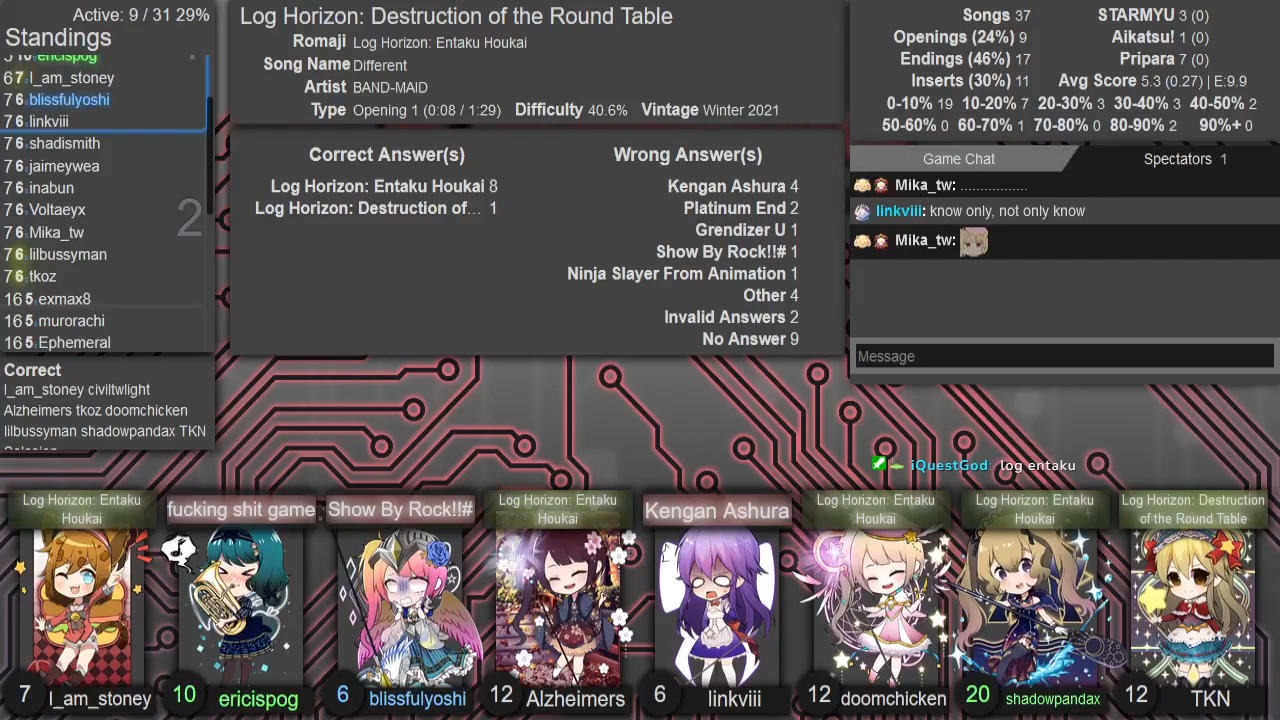 Active: 9 / 31 29%
Standings
ericispog
6 7 I_am_stoney
7 6 blissfulyoshi
7 6 linkviii
7 6 shadismith
7 6 jaimeywea
7 6 inabun
7 6 Voltaeyx
7 6 Mika_tw
7 6 lilbussyman
7 6 tkoz
16 5 exmax8
16 5 murorachi
16 5 Ephemeral
2
Correct
I_am_stoney civiltwlight
Alzheimers tkoz doomchicken
lilbussyman shadowpandax TKN
Log Horizon: Destruction of the Round Table
Romaji Log Horizon: Entaku Houkai
Song Name Different
Artist BAND-MAID
Type Opening 1 (0:08 / 1:29) Difficulty 40.6% Vintage Winter 2021
Correct Answer(s)
Log Horizon: Entaku Houkai 8
Log Horizon: Destruction of... 1
Wrong Answer(s)
Kengan Ashura 4
Platinum End 2
Grendizer U 1
Show By Rock!!# 1
Ninja Slayer From Animation 1
Other 4
Invalid Answers 2
No Answer 9
Songs 37 STARMYU 3 (0)
Openings (24%) 9 Aikatsu! 1 (0)
Endings (46%) 17 Pripara 7 (0)
Inserts (30%) 11 Avg Score 5.3 (0.27) | E:9.9
0-10% 19 10-20% 7 20-30% 3 30-40% 3 40-50% 2
50-60% 0 60-70% 1 70-80% 0 80-90% 2 90%+ 0
Game Chat Spectators 1
Mika_tw: .................
linkviii: know only, not only know
Mika_tw:
Message
iQuestGod: log entaku
Log Horizon: Entaku
Houkai
fucking shit game
Show By Rock!!#
Log Horizon: Entaku
Houkai
Kengan Ashura
Log Horizon: Entaku
Houkai
Log Horizon: Entaku
Houkai
Log Horizon: Destruction
of the Round Table
7 I_am_stoney
10 ericispog
6 blissfulyoshi
12 Alzheimers
6 linkviii
12 doomchicken
20 shadowpandax
12 TKN